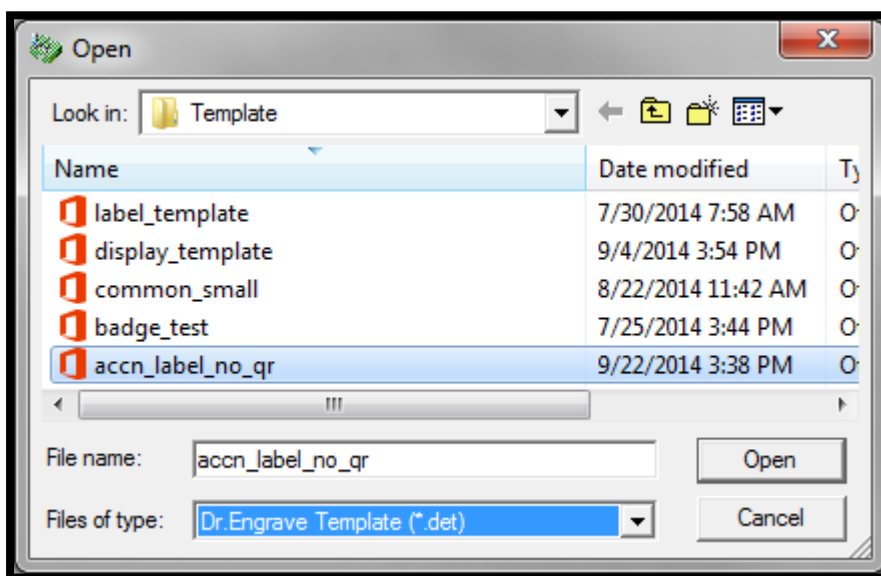 Open
Look in: Template
Name Date modified Ty
label_template 7/30/2014 7:58 AM O
display_template 9/4/2014 3:54 PM O
common_small 8/22/2014 11:42 AM O
badge_test 7/25/2014 3:44 PM O
accn_label_no_qr 9/22/2014 3:38 PM O
File name: accn_label_no_qr Open
Files of type: Dr.Engrave Template (*.det) Cancel